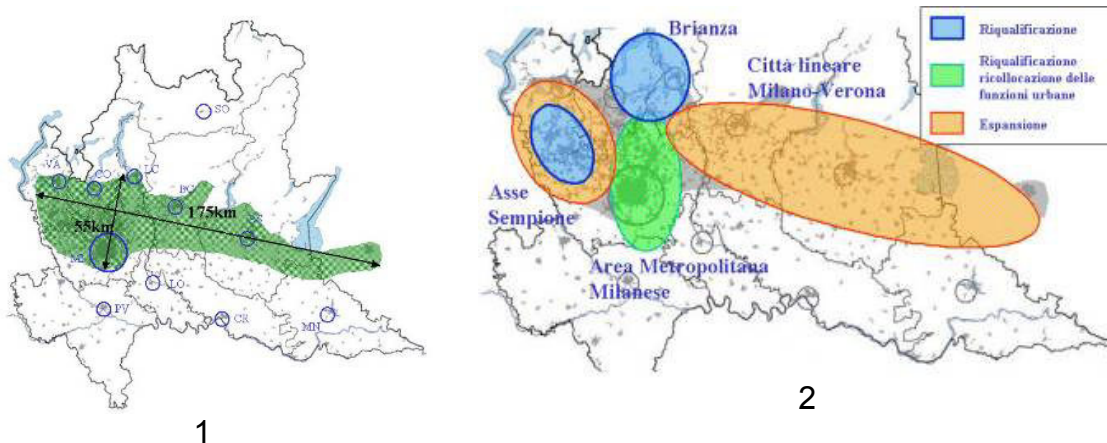 SO
VA
CO
LC
BG
175km
55km
MI
LO
PV
CR
MN
1
Brianza
Città lineare
Milano-Verona
Asse
Sempione
Area Metropolitana
Milanese
Riqualificazione
Riqualificazione
ricollocazione delle
funzioni urbane
Espansione
2